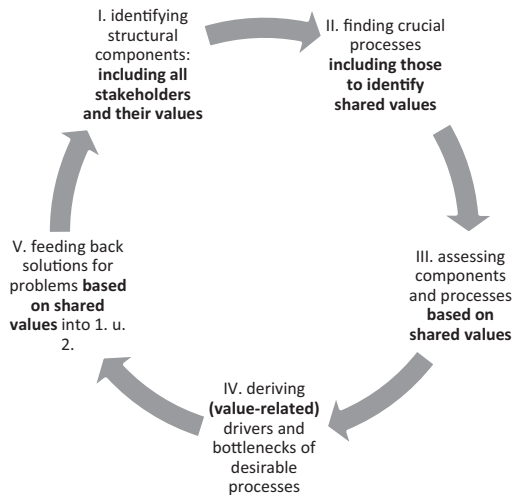 I. identifying
structural
components:
including all
stakeholders
and their values
II. finding crucial
processes
including those
to identify
shared values
III. assessing
components
and processes
based on
shared values
IV. deriving
(value-related)
drivers and
bottlenecks of
desirable
processes
V. feeding back
solutions for
problems based
on shared
values into 1. u.
2.